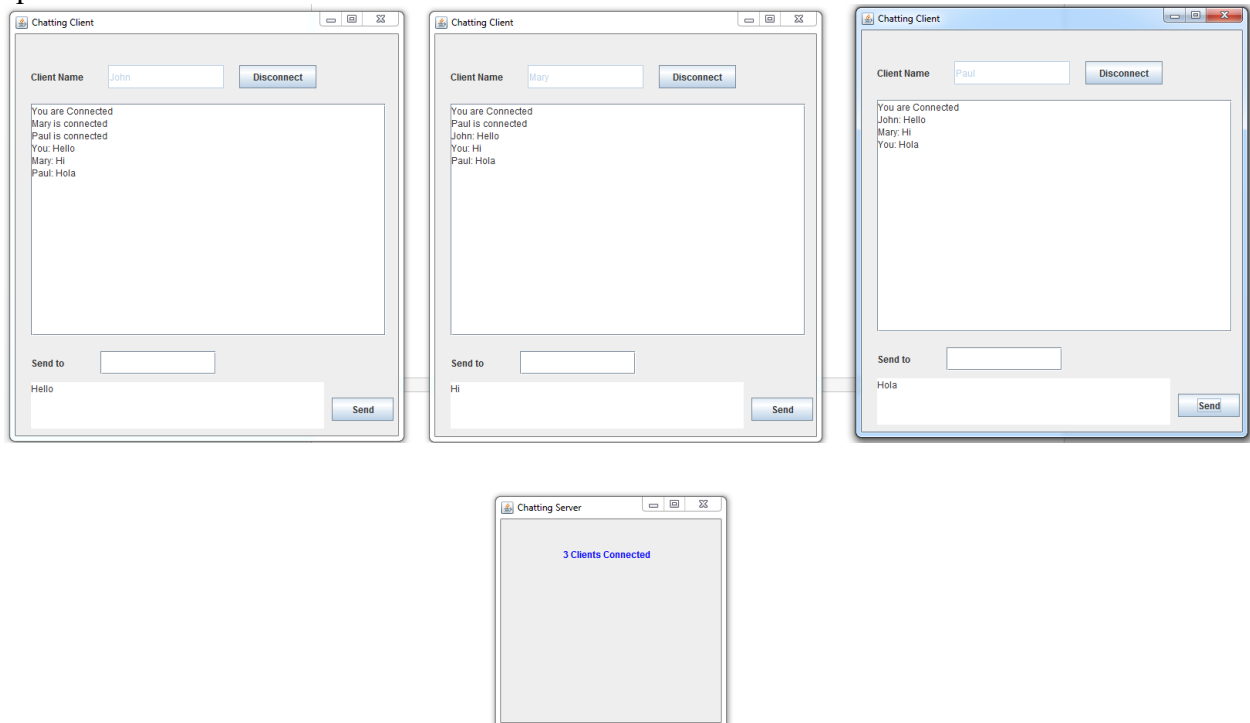 Chatting Client
Client Name John Disconnect
You are Connected
Mary is connected
Paul is connected
You: Hello
Mary: Hi
Paul: Hola
Send to
Hello
Send
Chatting Client
Client Name Mary Disconnect
You are Connected
Paul is connected
John: Hello
You: Hi
Paul: Hola
Send to
Hi
Send
Chatting Client
Client Name Paul Disconnect
You are Connected
John: Hello
Mary: Hi
You: Hola
Send to
Hola
Send
Chatting Server
3 Clients Connected